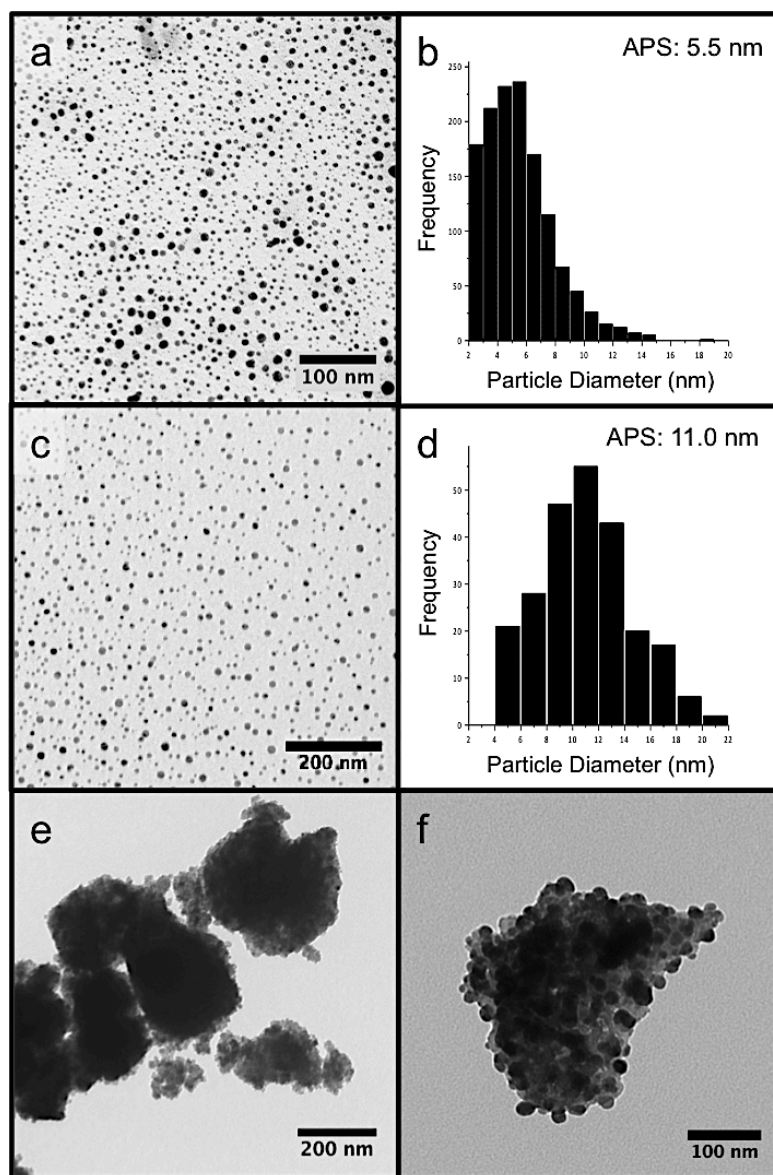 a
100 nm
b
APS: 5.5 nm
Frequency
250
200
150
100
50
0
2 4 6 8 10 12 14 16 18 20
Particle Diameter (nm)
c
200 nm
d
APS: 11.0 nm
Frequency
50
40
30
20
10
0
2 4 6 8 10 12 14 16 18 20 22
Particle Diameter (nm)
e
200 nm
f
100 nm